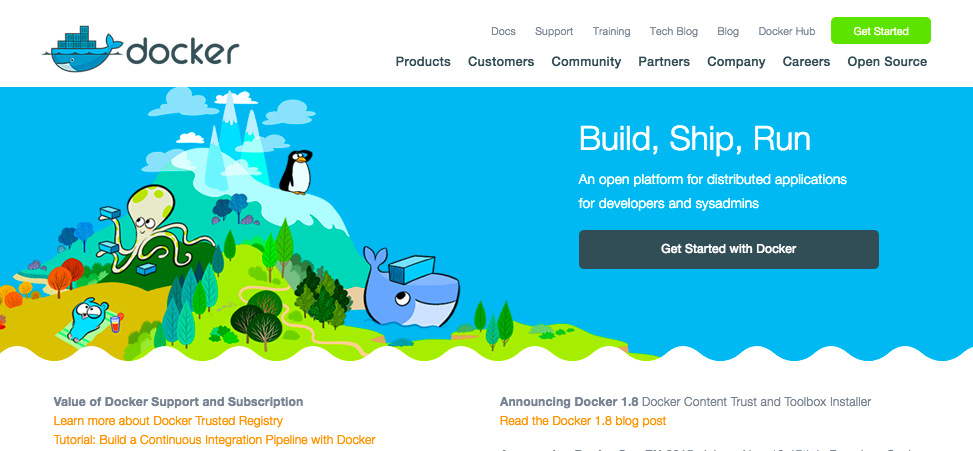 docker
Docs Support Training Tech Blog Blog Docker Hub Get Started
Products Customers Community Partners Company Careers Open Source
Build, Ship, Run
An open platform for distributed applications
for developers and sysadmins
Get Started with Docker
Value of Docker Support and Subscription
Learn more about Docker Trusted Registry
Tutorial: Build a Continuous Integration Pipeline with Docker
Announcing Docker 1.8 Docker Content Trust and Toolbox Installer
Read the Docker 1.8 blog post